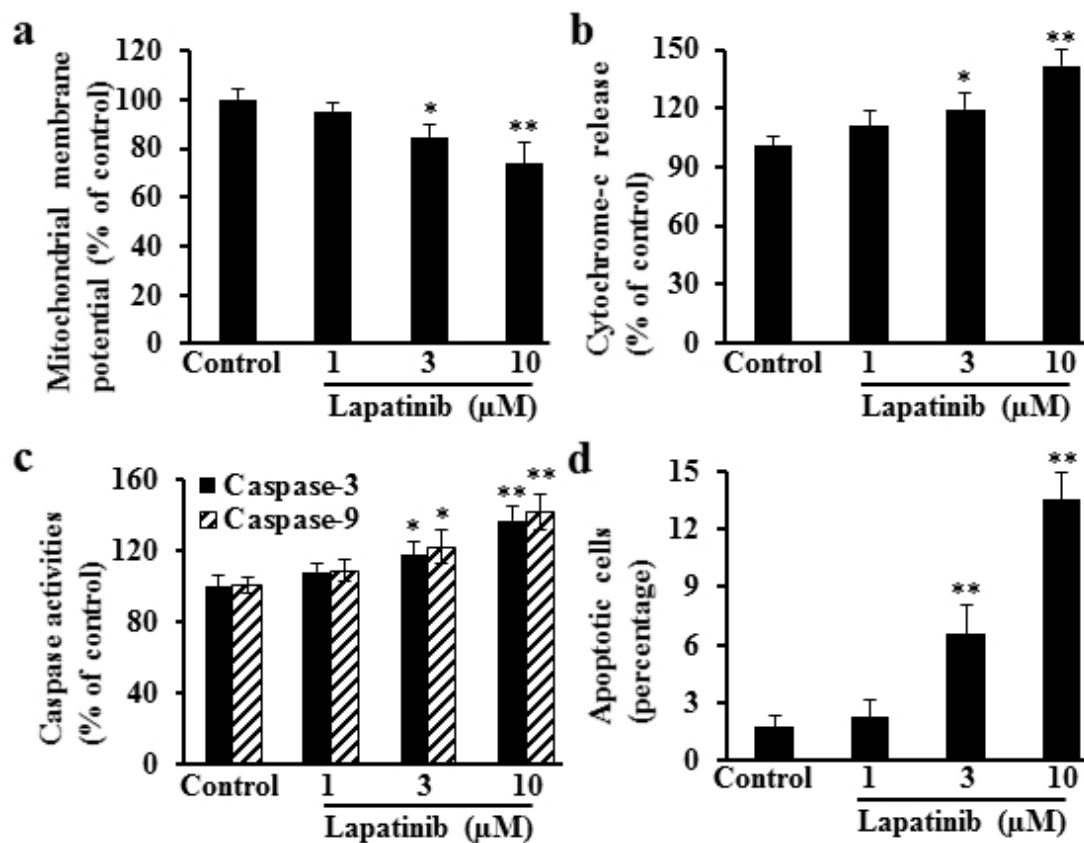 a
Mitochondrial membrane
potential (% of control)
120
100
80
60
40
20
0
*
**
Control 1 3 10
Lapatinib (µM)
b
Cytochrome-c release
(% of control)
150
120
90
60
30
0
*
**
Control 1 3 10
Lapatinib (µM)
c
Caspase activities
(% of control)
160
120
80
40
0
Caspase-3
Caspase-9
* *
** **
Control 1 3 10
Lapatinib (µM)
d
Apoptotic cells
(percentage)
15
12
9
6
3
0
**
**
Control 1 3 10
Lapatinib (µM)